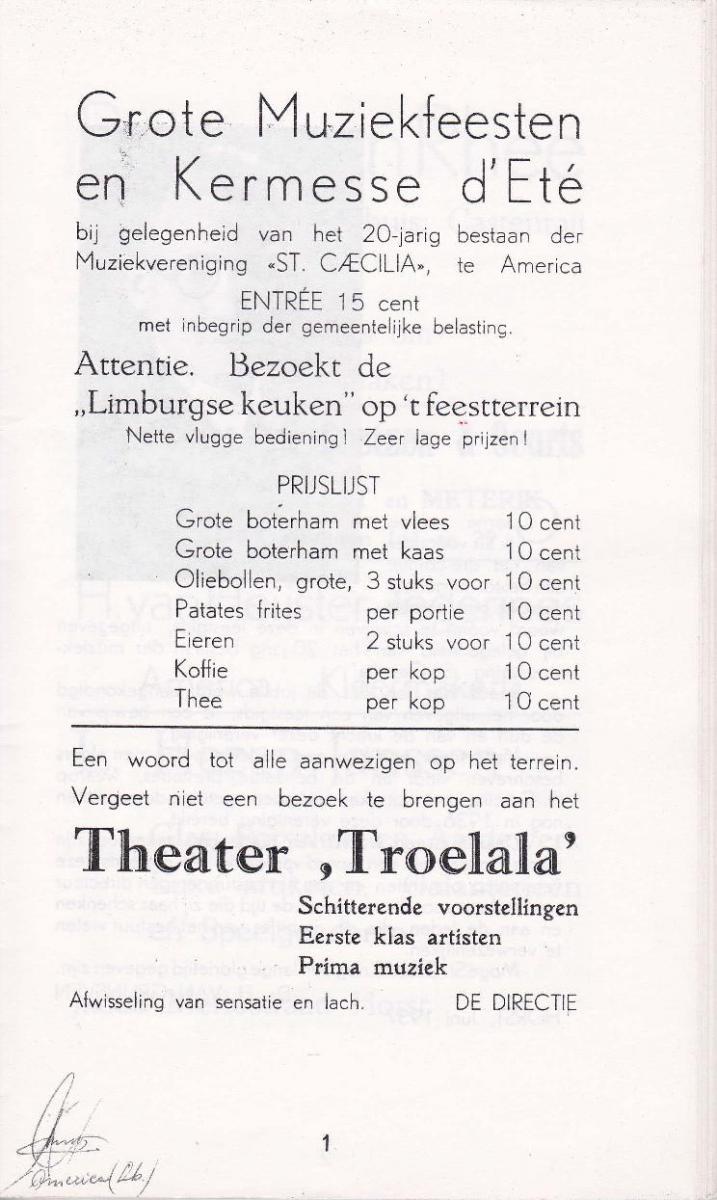 Grote Muziekfeesten
en Kermesse d'Eté
bij gelegenheid van het 20-jarig bestaan der
Muziekvereniging «ST. CÆCILIA», te America
ENTRÉE 15 cent
met inbegrip der gemeentelijke belasting.
Attentie. Bezoekt de
„Limburgse keuken” op ‘t feestterrein
Nette vlugge bediening! Zeer lage prijzen!
PRIJSLIJST
Grote boterham met vlees 10 cent
Grote boterham met kaas 10 cent
Oliebollen, grote, 3 stuks voor 10 cent
Patates frites per portie 10 cent
Eieren 2 stuks voor 10 cent
Koffie per kop 10 cent
Thee per kop 10 cent
Een woord tot alle aanwezigen op het terrein.
Vergeet niet een bezoek te brengen aan het
Theater ‚Troelala’
Schitterende voorstellingen
Eerste klas artisten
Prima muziek
Afwisseling van sensatie en lach. DE DIRECTIE
1
America (Lb.)